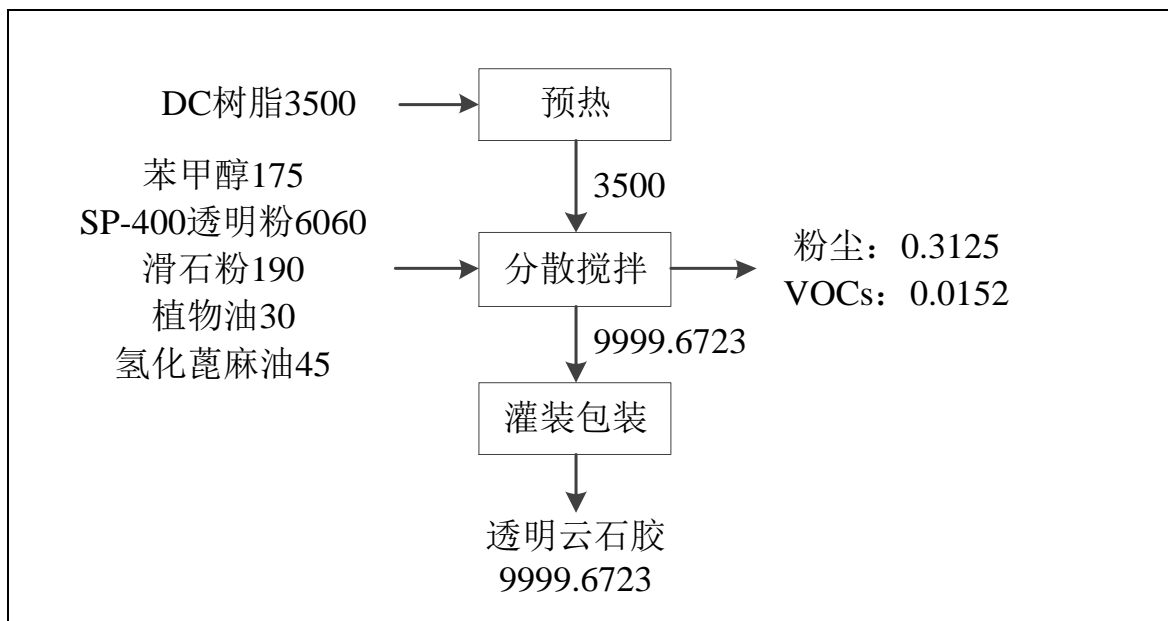 DC树脂3500
预热
3500
苯甲醇175
SP-400透明粉6060
滑石粉190
植物油30
氢化蓖麻油45
分散搅拌
粉尘：0.3125
VOCs：0.0152
9999.6723
灌装包装
透明云石胶
9999.6723